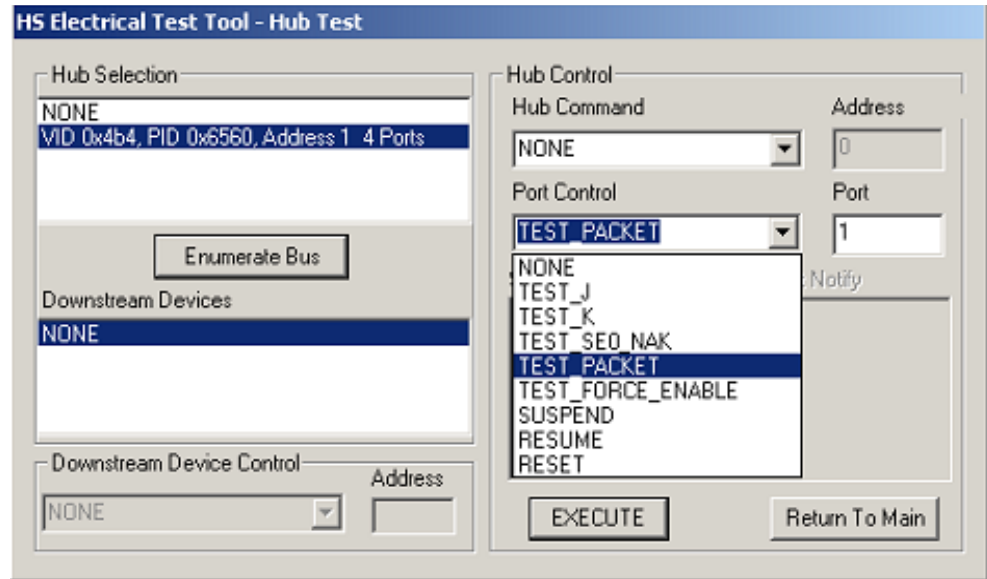 HS Electrical Test Tool - Hub Test
Hub Selection
NONE
VID 0x4b4, PID 0x6560, Address 1 4 Ports
Enumerate Bus
Downstream Devices
NONE
Downstream Device Control
Address
NONE
Hub Control
Hub Command
Address
NONE
0
Port Control
Port
TEST_PACKET
1
Notify
NONE
TEST_J
TEST_K
TEST_SE0_NAK
TEST_PACKET
TEST_FORCE_ENABLE
SUSPEND
RESUME
RESET
EXECUTE
Return To Main